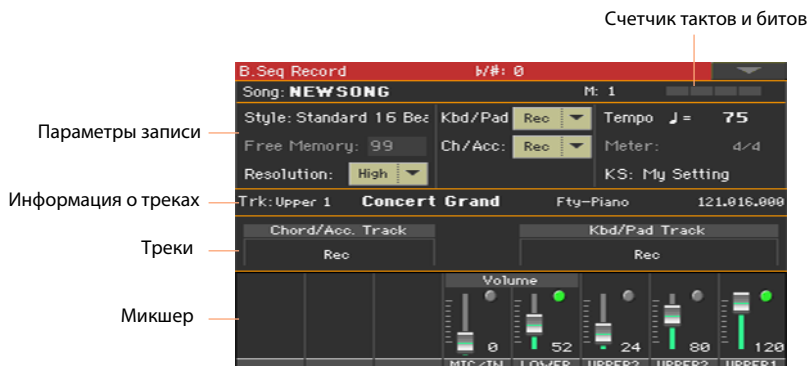 Счетчик тактов и битов
B.Seq Record ♭/#: 0
Song: NEWSONG M: 1
Параметры записи
Style: Standard 16 Bea Kbd/Pad Rec Tempo ♩= 75
Free Memory: 99 Ch/Acc: Rec Meter: 4/4
Resolution: High KS: My Setting
Информация о треках
Trk: Upper 1 Concert Grand Fty-Piano 121.016.000
Треки
Chord/Acc. Track Kbd/Pad Track
Rec Rec
Микшер
Volume
0 52 24 80 120
MIC/IN LOWER UPPER3 UPPER2 UPPER1